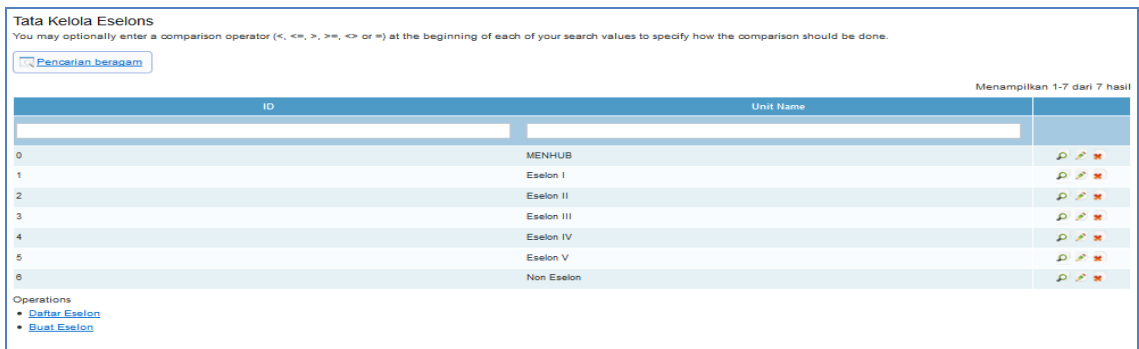 Tata Kelola Eselons
You may optionally enter a comparison operator (<, <=, >, >=, <> or =) at the beginning of each of your search values to specify how the comparison should be done.
Pencarian beragam
Menampilkan 1-7 dari 7 hasil
ID Unit Name
0 MENHUB
1 Eselon I
2 Eselon II
3 Eselon III
4 Eselon IV
5 Eselon V
6 Non Eselon
Operations
• Daftar Eselon
• Buat Eselon